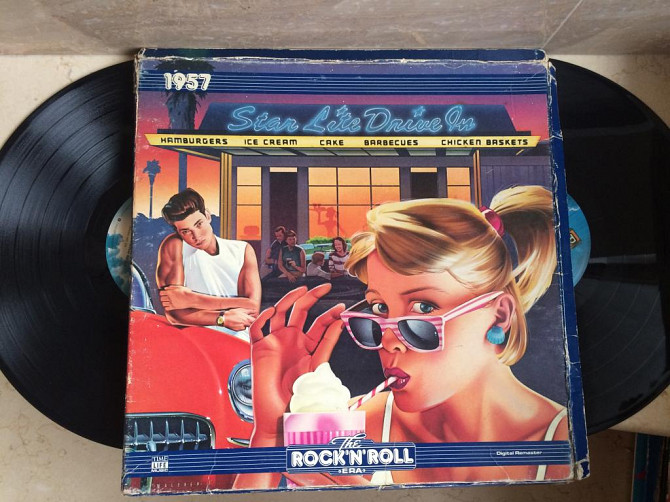 1957
Star Lite Drive In
HAMBURGERS ICE CREAM CAKE BARBECUES CHICKEN BASKETS
The
ROCK'N'ROLL
ERA
TIME
LIFE
MUSIC
Digital Remaster